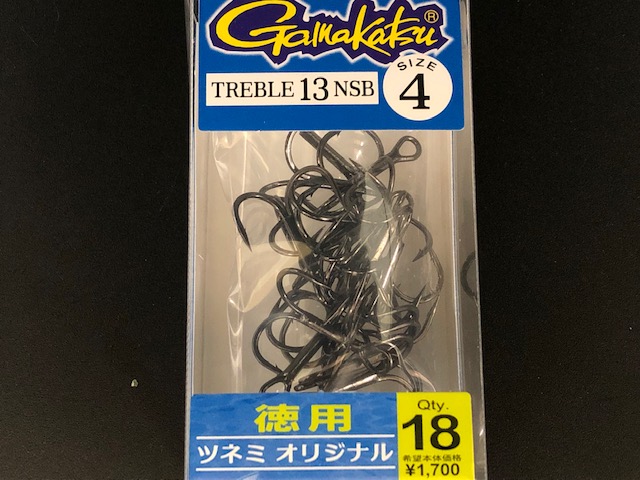 Gamakatsu®
TREBLE 13 NSB
SIZE
4
徳用
ツネミ オリジナル
Qty.
18
希望本体価格
¥1,700